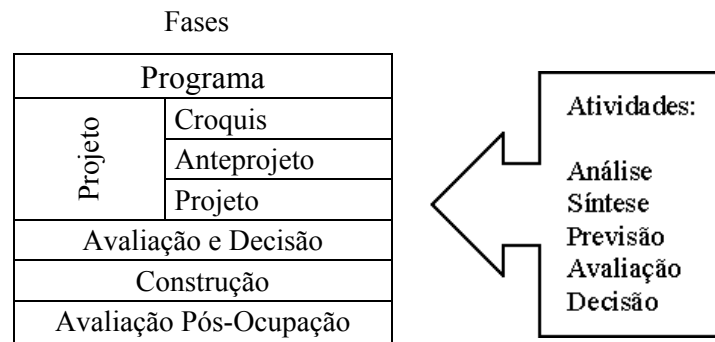 Fases
Programa
Projeto
Croquis
Anteprojeto
Projeto
Avaliação e Decisão
Construção
Avaliação Pós-Ocupação
Atividades:
Análise
Síntese
Previsão
Avaliação
Decisão